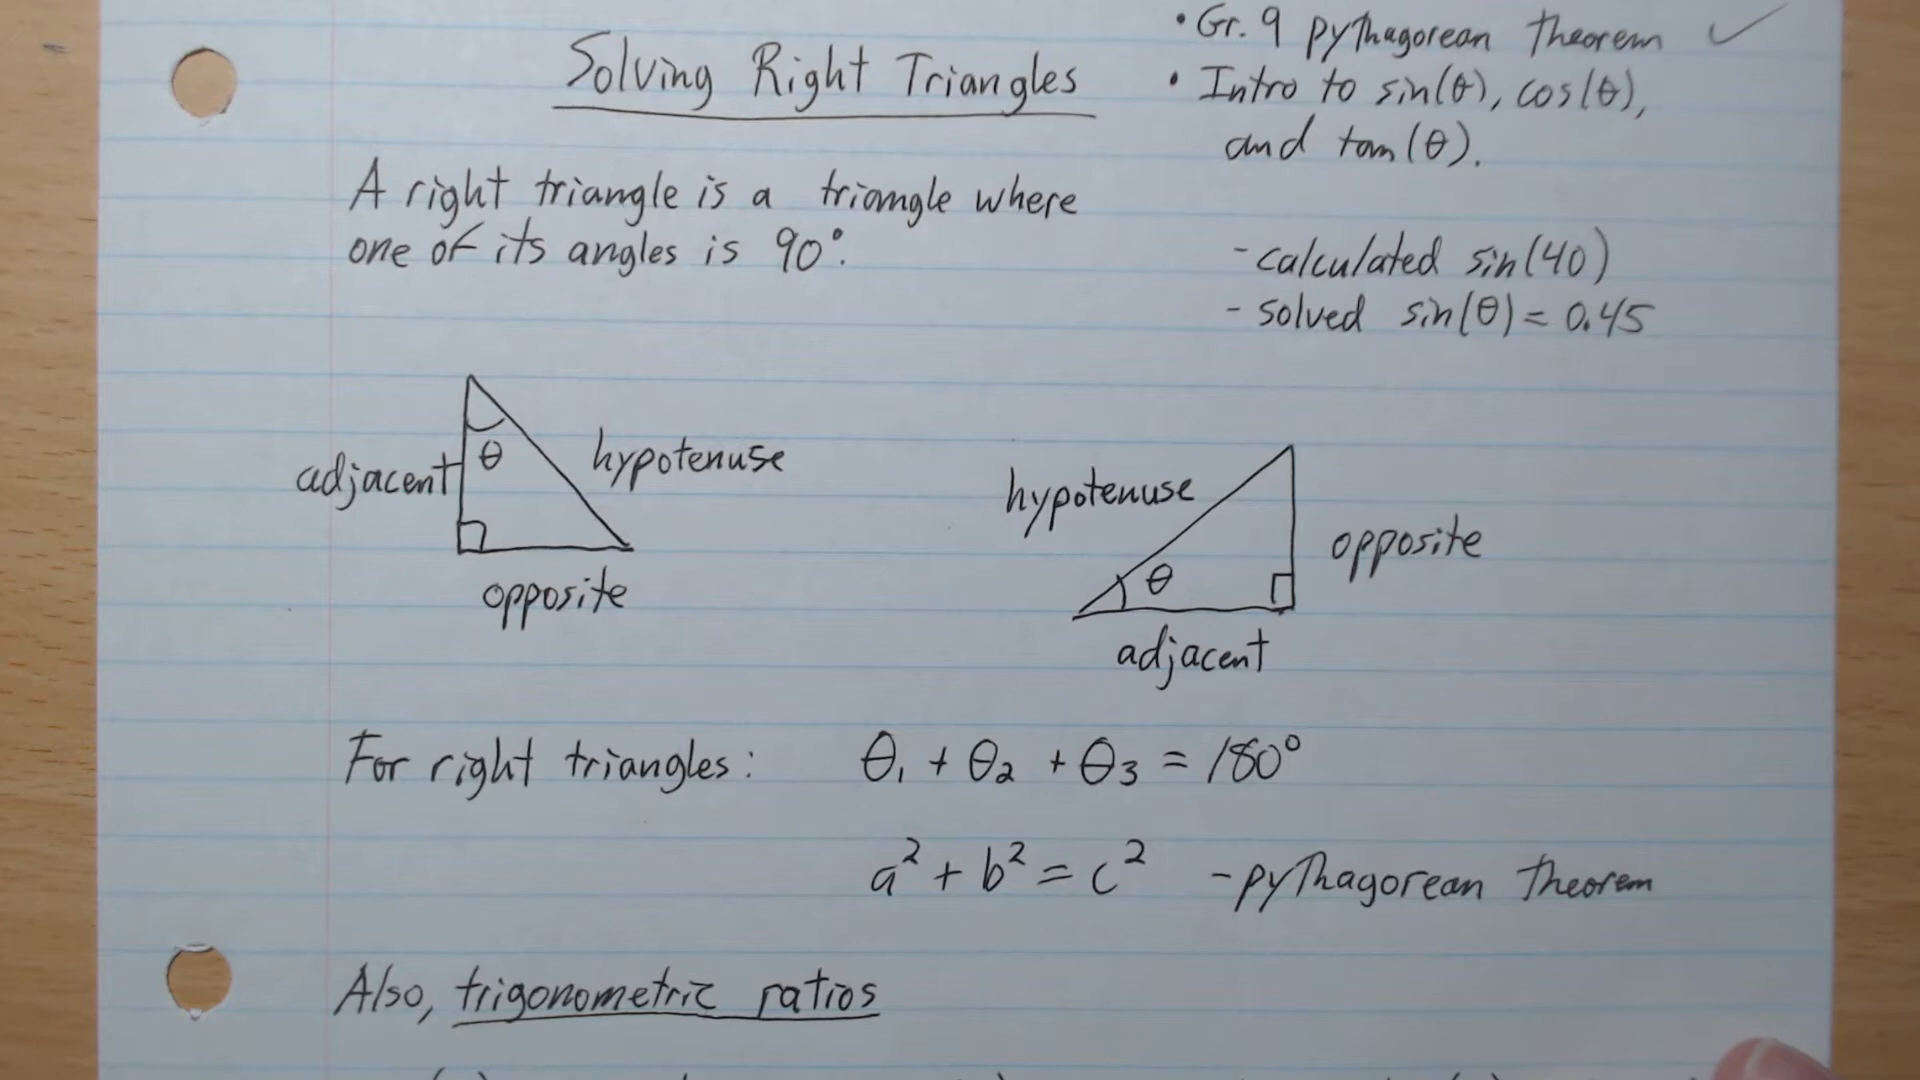 Solving Right Triangles
• Gr. 9 pythagorean theorem ✓
• Intro to sin(θ), cos(θ),
and tan(θ).
- calculated sin(40)
- solved sin(θ) = 0.45
A right triangle is a triangle where
one of its angles is 90°.
adjacent
θ
hypotenuse
opposite
hypotenuse
θ
opposite
adjacent
For right triangles: θ₁ + θ₂ + θ₃ = 180°
a² + b² = c² - pythagorean theorem
Also, trigonometric ratios